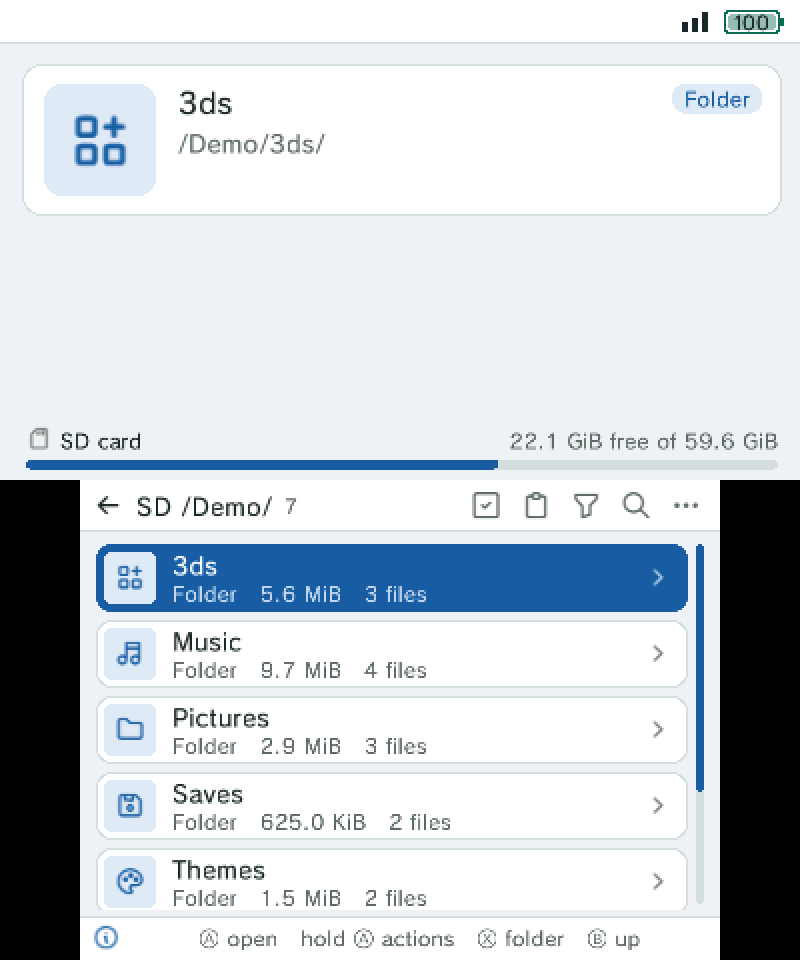 100
3ds
Folder
/Demo/3ds/
SD card
22.1 GiB free of 59.6 GiB
SD /Demo/ 7
3ds
Folder 5.6 MiB 3 files
Music
Folder 9.7 MiB 4 files
Pictures
Folder 2.9 MiB 3 files
Saves
Folder 625.0 KiB 2 files
Themes
Folder 1.5 MiB 2 files
Ⓐ open hold Ⓐ actions Ⓧ folder Ⓑ up